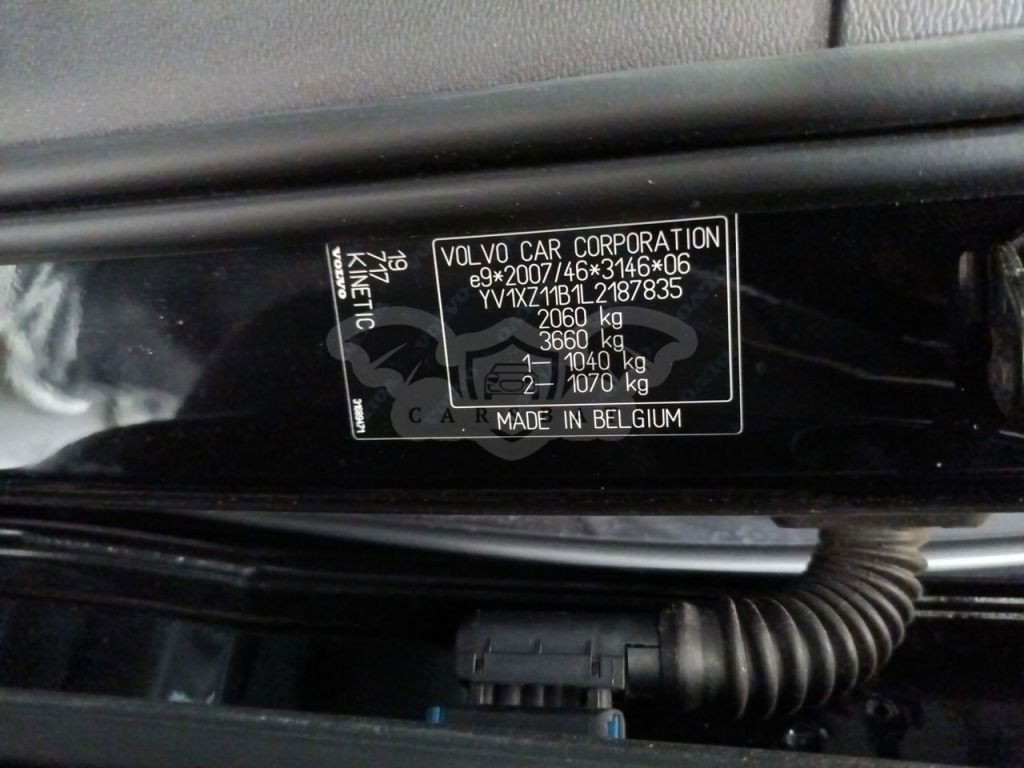 VOLVO CAR CORPORATION
e9*2007/46*3146*06
YV1XZ11B1L2187835
2060 kg
3660 kg
1— 1040 kg
2— 1070 kg
MADE IN BELGIUM
19
717
KINETIC
VOLVO